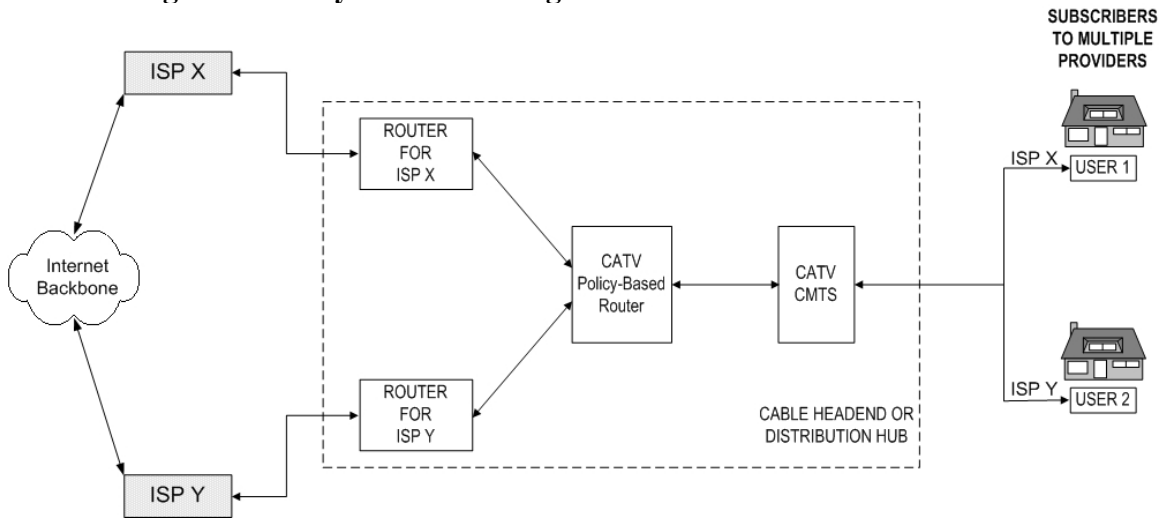 SUBSCRIBERS
TO MULTIPLE
PROVIDERS
ISP X
ROUTER
FOR
ISP X
ISP X
USER 1
Internet
Backbone
CATV
Policy-Based
Router
CATV
CMTS
ROUTER
FOR
ISP Y
ISP Y
USER 2
CABLE HEADEND OR
DISTRIBUTION HUB
ISP Y